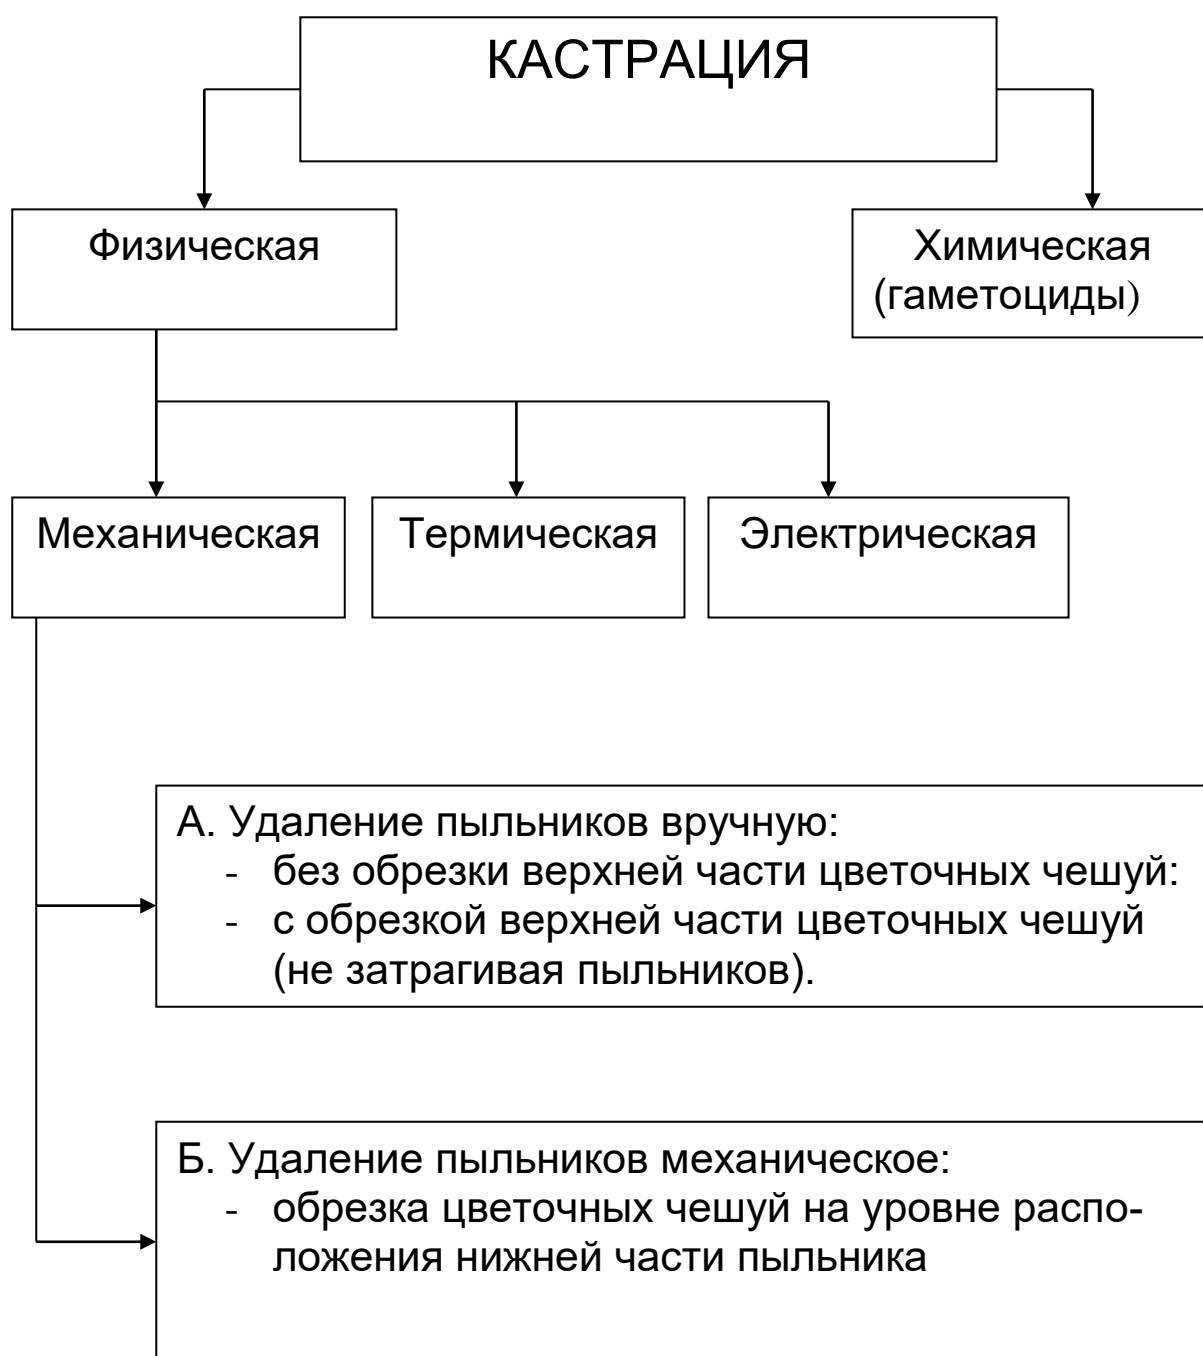 КАСТРАЦИЯ
Физическая
Химическая
(гаметоциды)
Механическая
Термическая
Электрическая
А. Удаление пыльников вручную:
- без обрезки верхней части цветочных чешуй:
- с обрезкой верхней части цветочных чешуй
(не затрагивая пыльников).
Б. Удаление пыльников механическое:
- обрезка цветочных чешуй на уровне распо-
ложения нижней части пыльника